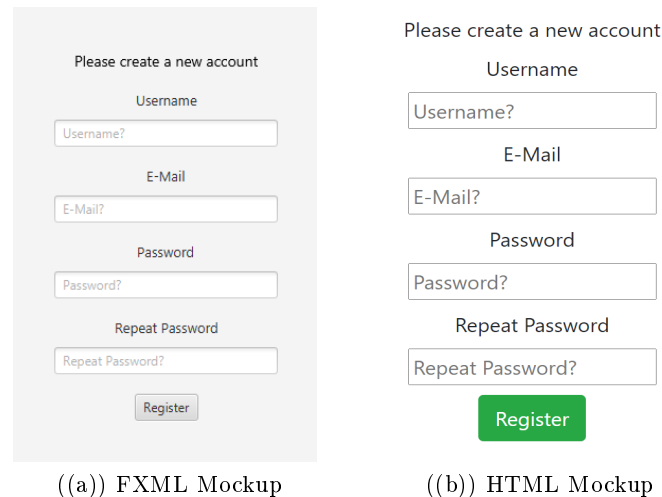 Please create a new account
Username
Username?
E-Mail
E-Mail?
Password
Password?
Repeat Password
Repeat Password?
Register
((a)) FXML Mockup
Please create a new account
Username
Username?
E-Mail
E-Mail?
Password
Password?
Repeat Password
Repeat Password?
Register
((b)) HTML Mockup